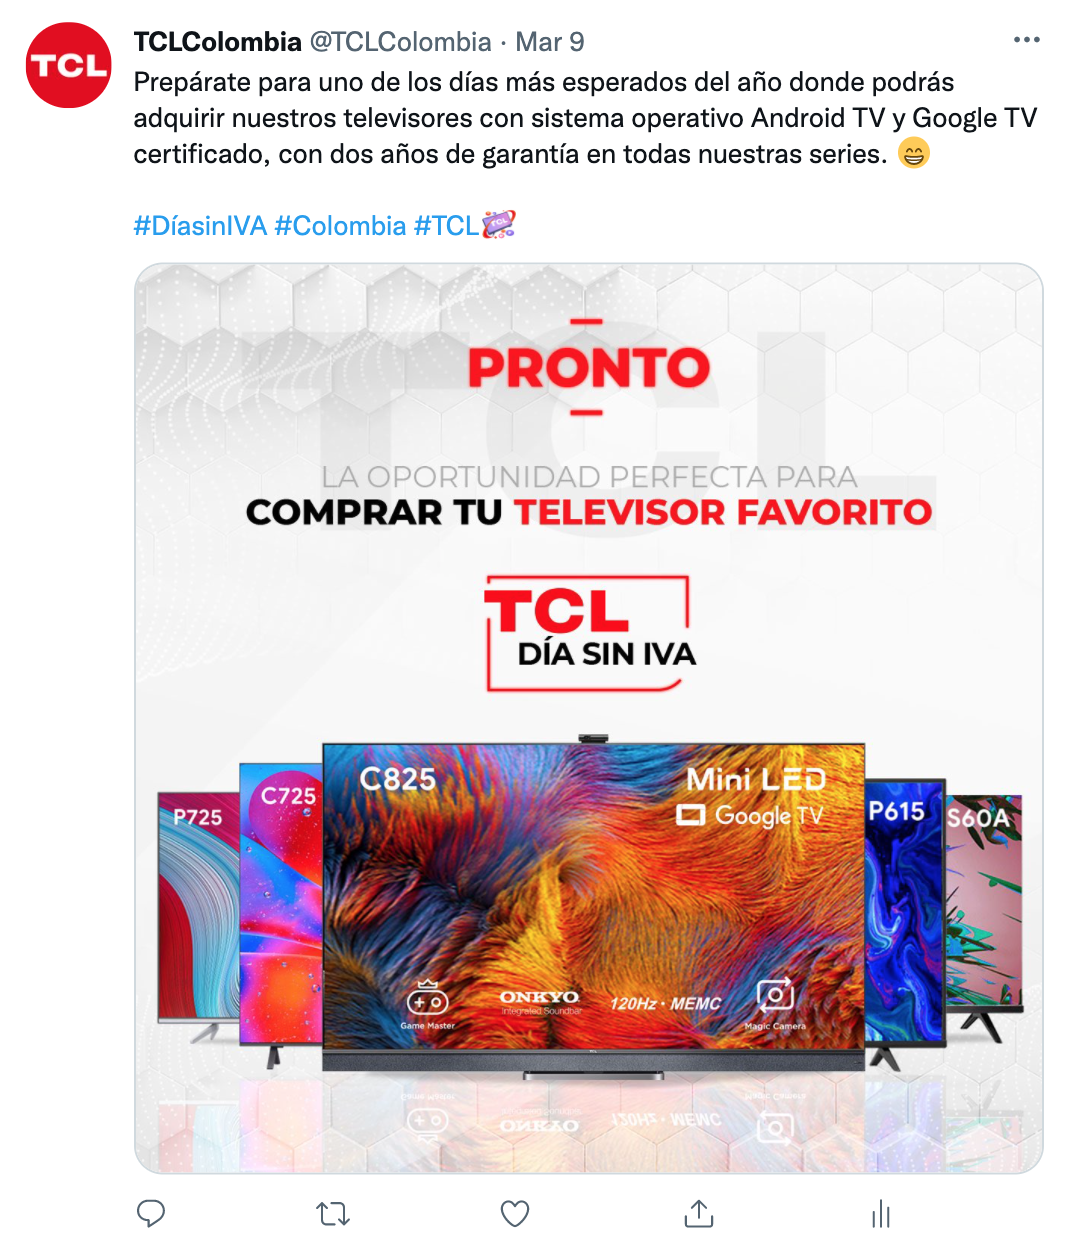 TCL
TCLColombia @TCLColombia · Mar 9
Prepárate para uno de los días más esperados del año donde podrás
adquirir nuestros televisores con sistema operativo Android TV y Google TV
certificado, con dos años de garantía en todas nuestras series. 😁
#DíasinIVA #Colombia #TCL
TCL
PRONTO
LA OPORTUNIDAD PERFECTA PARA
COMPRAR TU TELEVISOR FAVORITO
TCL
DÍA SIN IVA
P725
C725
C825
Mini LED
Google TV
P615
S60A
Game Master
ONKYO
Integrated Soundbar
120Hz · MEMC
Magic Camera